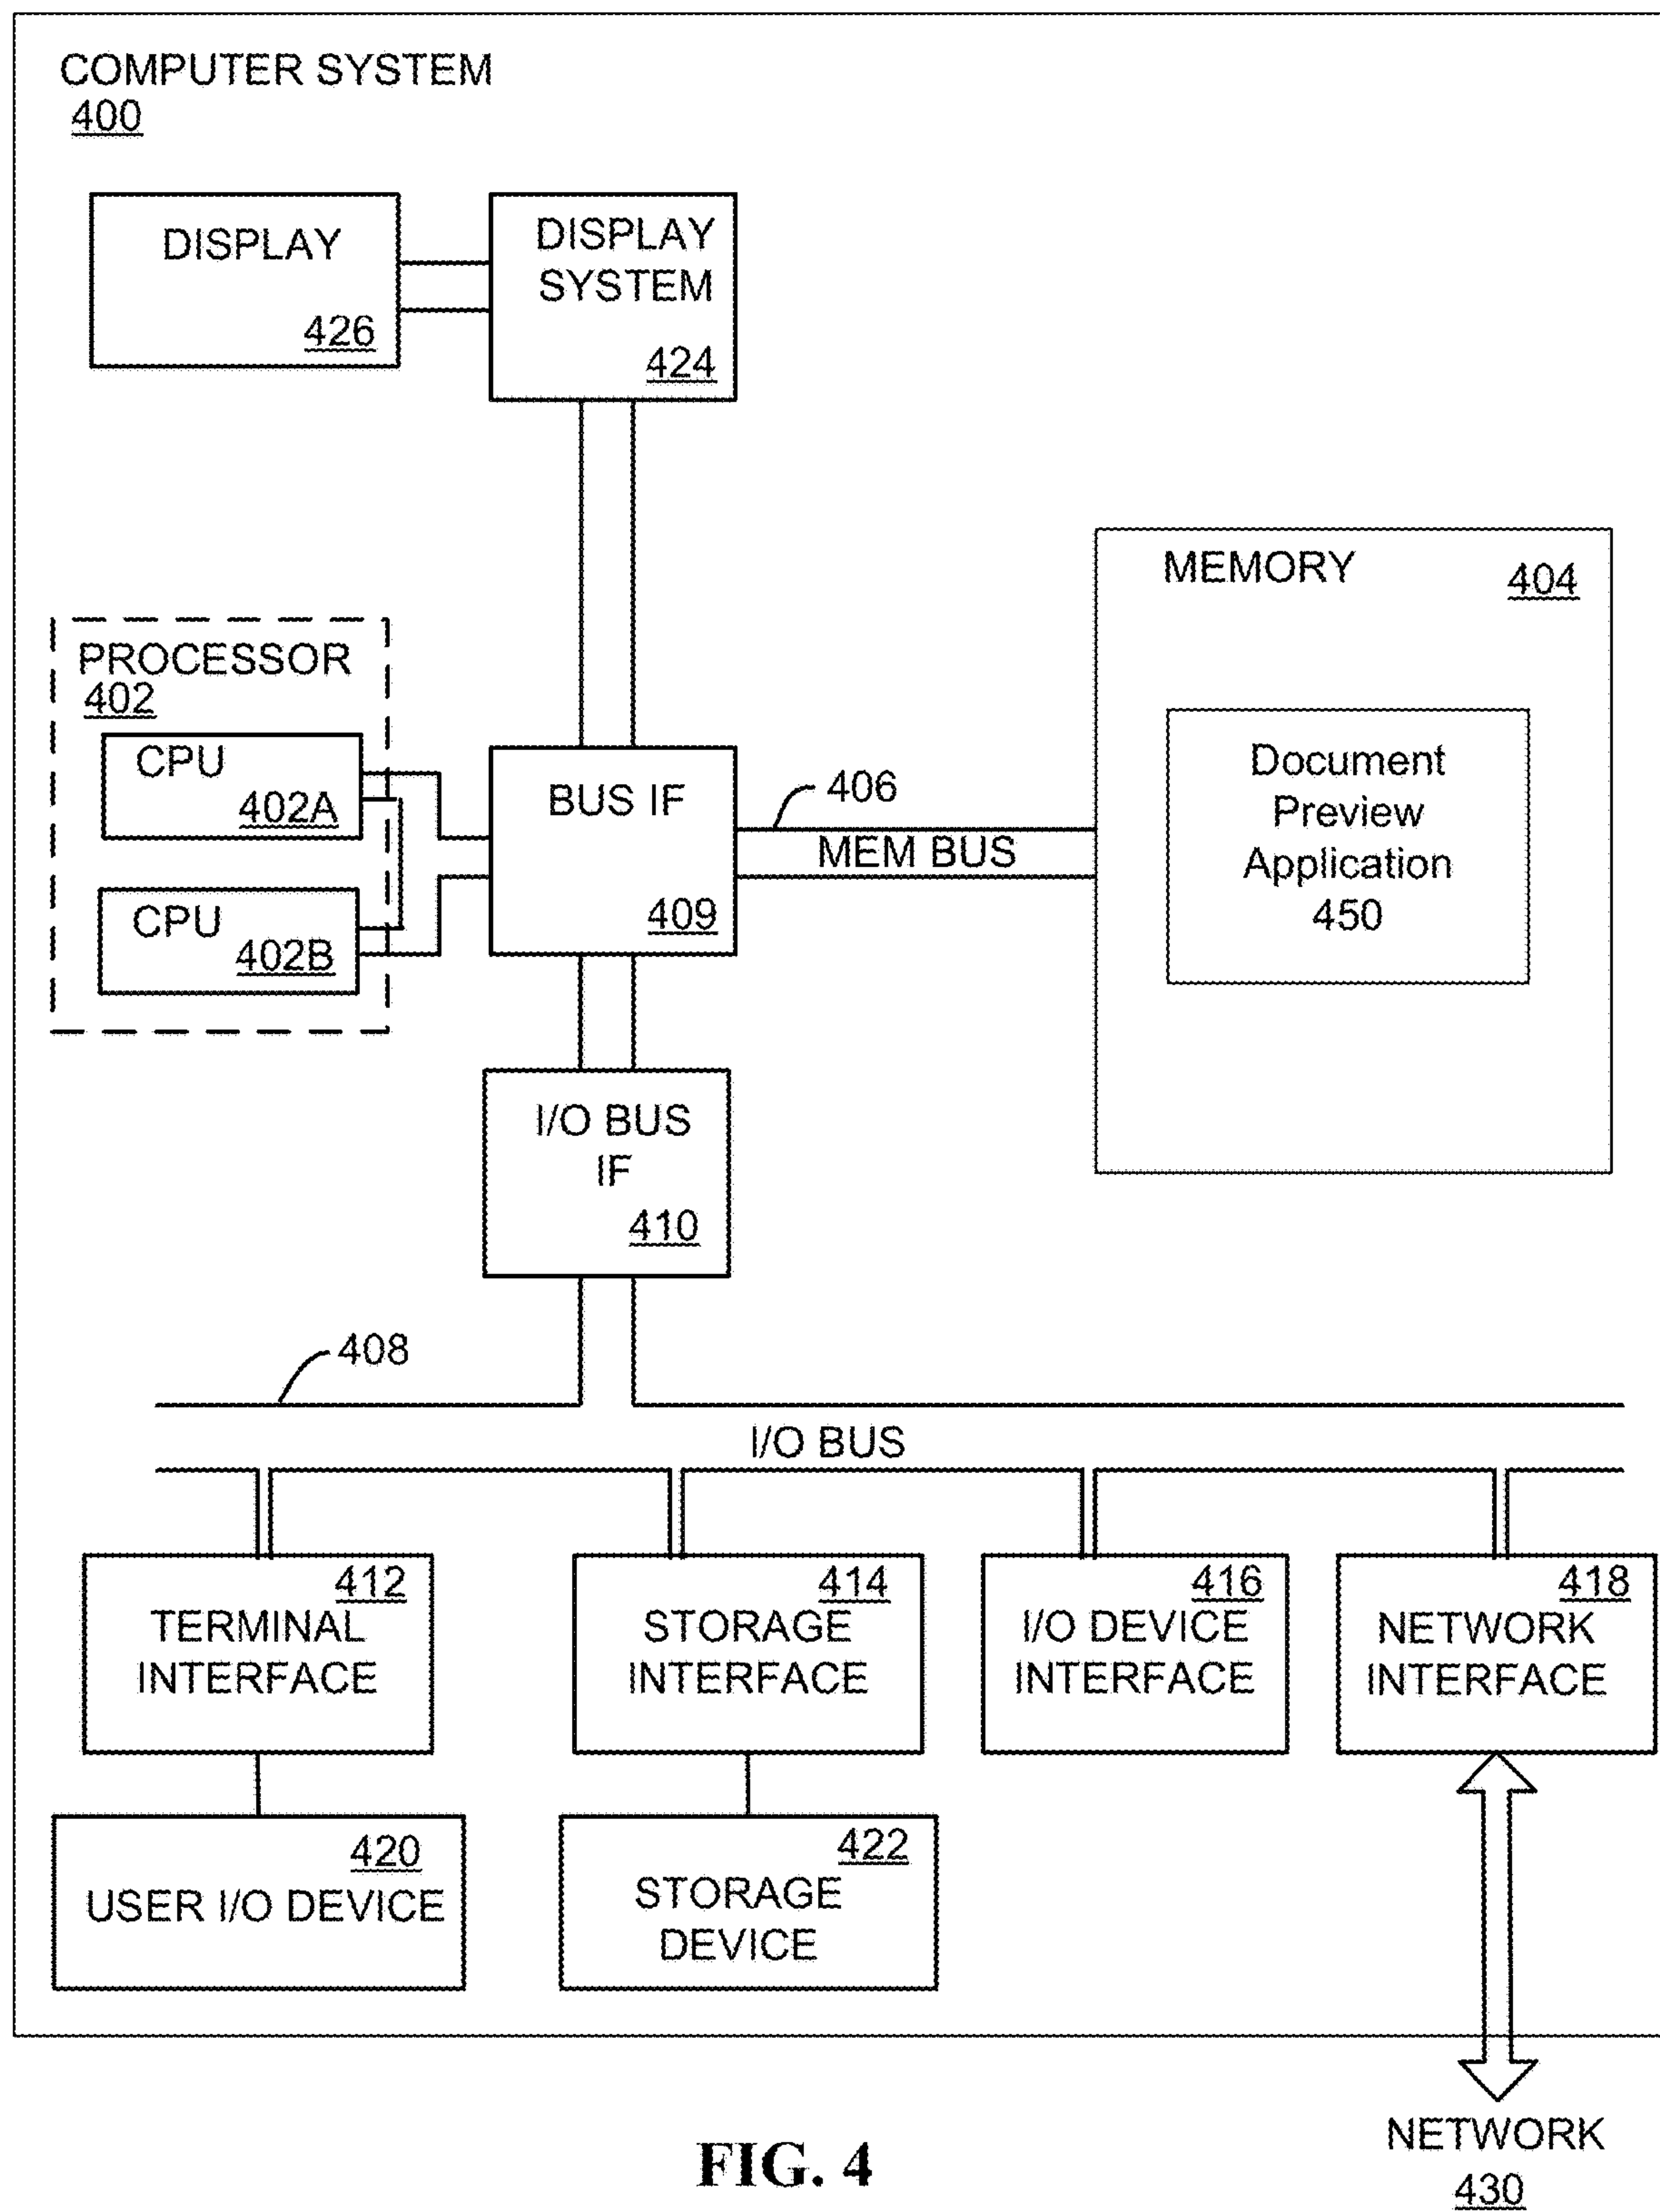 COMPUTER SYSTEM
400
DISPLAY
426
DISPLAY
SYSTEM
424
MEMORY
404
Document
Preview
Application
450
PROCESSOR
402
CPU
402A
CPU
402B
BUS IF
409
406
MEM BUS
I/O BUS
IF
410
408
I/O BUS
412
TERMINAL
INTERFACE
414
STORAGE
INTERFACE
416
I/O DEVICE
INTERFACE
418
NETWORK
INTERFACE
420
USER I/O DEVICE
422
STORAGE
DEVICE
NETWORK
430
FIG. 4